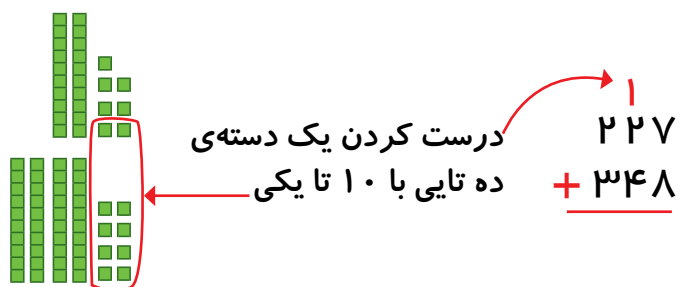 درست کردن یک دسته‌ی
ده تایی با ۱۰ تا یکی
۱
۲۲۷
+ ۳۴۸